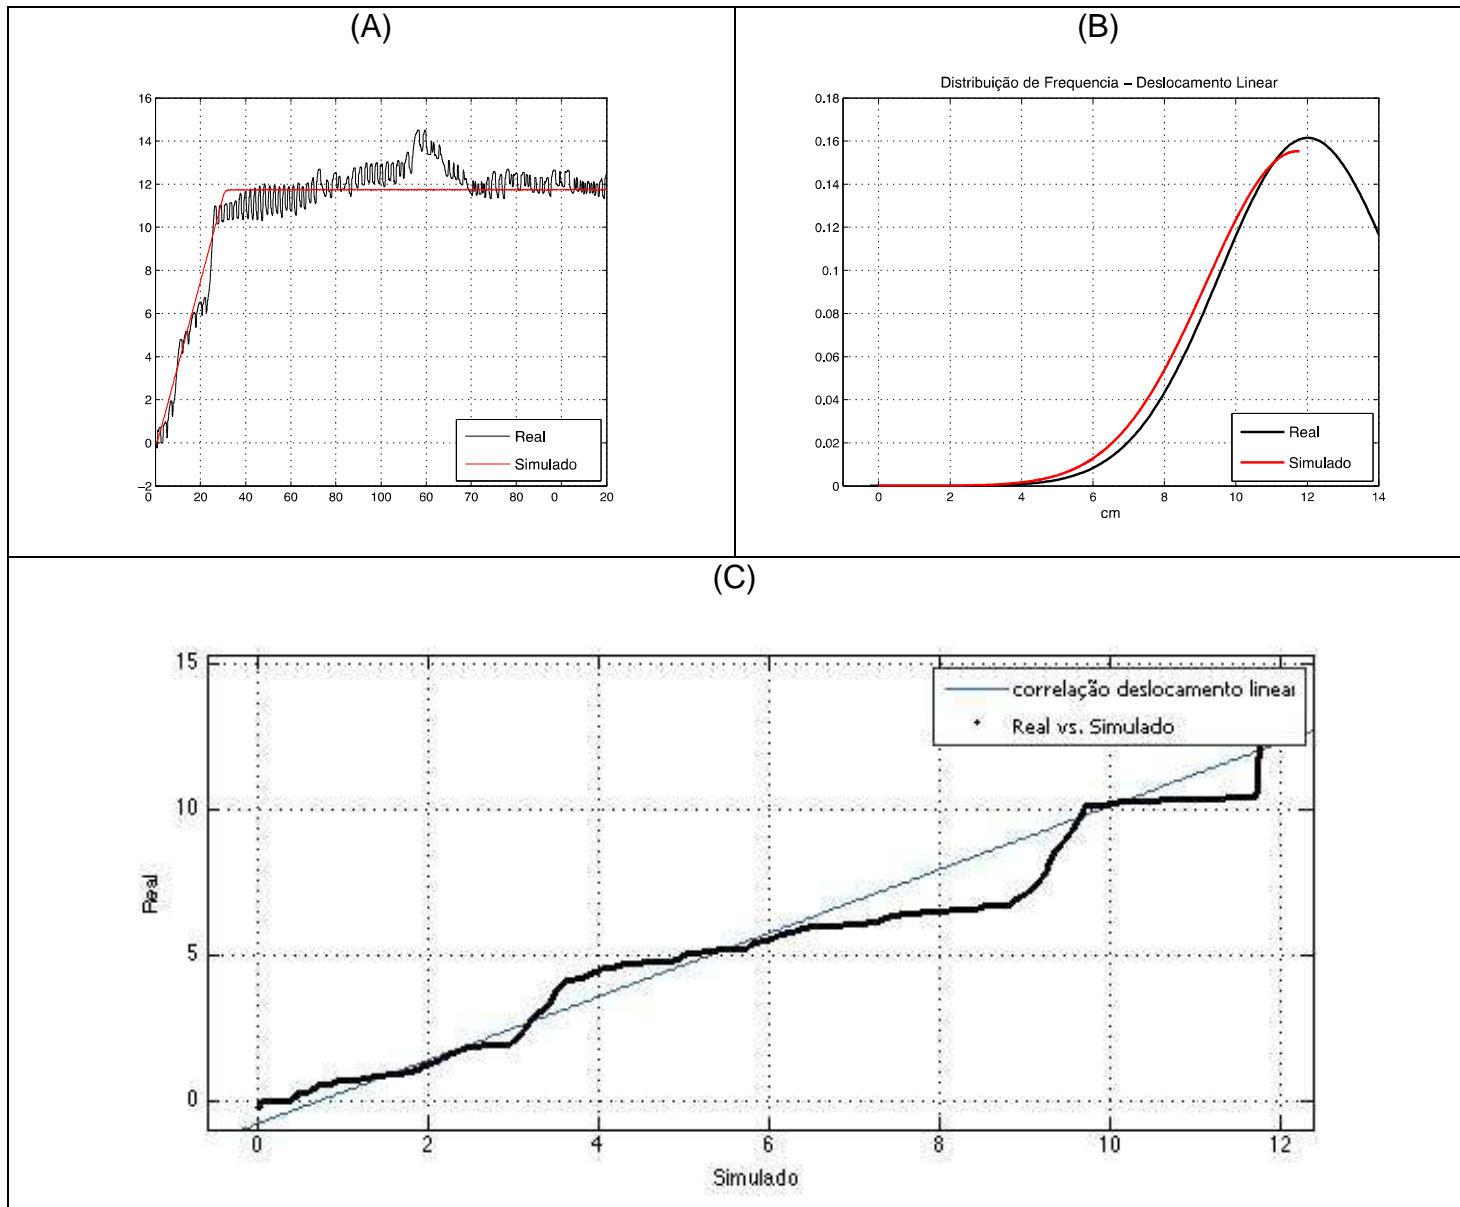 (A)
16
14
12
10
8
6
4
2
0
−2
0 20 40 60 80 100 60 70 80 0 20
Real
Simulado
(B)
Distribuição de Frequencia − Deslocamento Linear
0.18
0.16
0.14
0.12
0.1
0.08
0.06
0.04
0.02
0
0 2 4 6 8 10 12 14
cm
Real
Simulado
(C)
15
10
5
0
Real
0 2 4 6 8 10 12
Simulado
correlação deslocamento linear
Real vs. Simulado